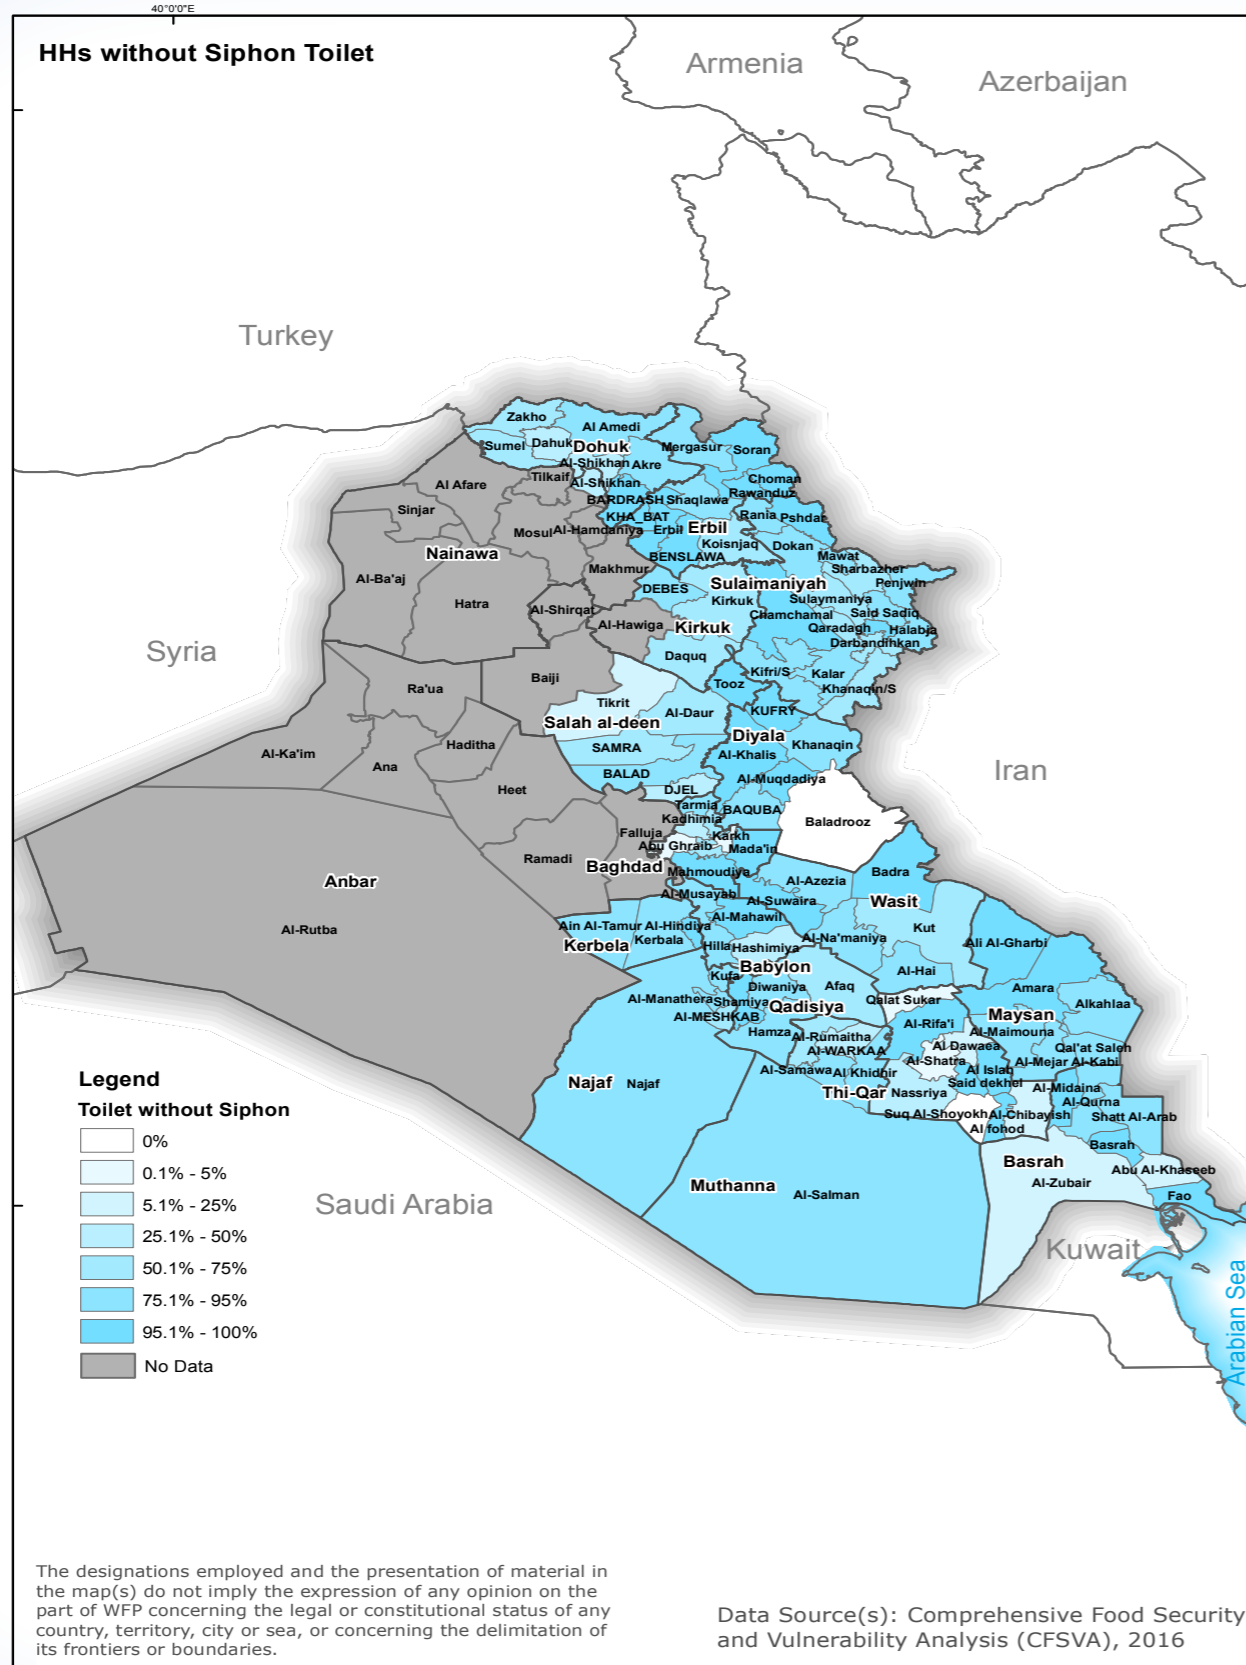 40°0'0"E
HHs without Siphon Toilet
Armenia
Azerbaijan
Turkey
Syria
Iran
Saudi Arabia
Kuwait
Arabian Sea
Zakho
Al Amedi
Sumel
Dahuk
Dohuk
Mergasur
Soran
Al-Shikhan
Akre
Tilkaif
Al-Shikhan
Choman
Rawanduz
Al Afare
BARDRASH
Shaqlawa
Sinjar
KHA_BAT
Rania
Pshdar
Mosul
Al-Hamdaniya
Erbil
Erbil
Nainawa
Koisnjaq
Dokan
BENSLAWA
Mawat
Al-Ba'aj
Makhmur
Sharbazher
Sulaimaniyah
Penjwin
DEBES
Hatra
Kirkuk
Sulaymaniya
Al-Shirqat
Chamchamal
Said Sadiq
Al-Hawiga
Kirkuk
Qaradagh
Halabja
Darbandihkan
Daquq
Kifri/S
Kalar
Baiji
Tooz
Khanaqin/S
Ra'ua
Tikrit
Al-Daur
KUFRY
Salah al-deen
Diyala
Haditha
SAMRA
Khanaqin
Al-Ka'im
Al-Khalis
Ana
BALAD
Al-Muqdadiya
Heet
DJEL
Tarmia
BAQUBA
Kadhimia
Baladrooz
Falluja
Karkh
Abu Ghraib
Mada'in
Ramadi
Baghdad
Mahmoudiya
Badra
Anbar
Al-Azezia
Al-Musayab
Al-Suwaira
Wasit
Al-Mahawil
Al-Rutba
Ain Al-Tamur
Al-Hindiya
Kut
Kerbela
Kerbala
Hilla
Hashimiya
Al-Na'maniya
Ali Al-Gharbi
Babylon
Al-Hai
Kufa
Diwaniya
Afaq
Amara
Al-Manathera
Shamiya
Qadisiya
Qalat Sukar
Alkahlaa
Al-MESHKAB
Maysan
Hamza
Al-Rumaitha
Al-Rifa'i
Al-Maimouna
Al-WARKAA
Al Dawaea
Qal'at Saleh
Al-Shatra
Al-Mejar Al-Kabi
Al-Samawa
Al Khidhir
Al Islah
Najaf
Najaf
Said dekhel
Al-Midaina
Thi-Qar
Nassriya
Al-Qurna
Suq Al-Shoyokh
Al-Chibayish
Shatt Al-Arab
Al fohod
Basrah
Basrah
Abu Al-Khaseeb
Muthanna
Al-Salman
Al-Zubair
Fao
Legend
Toilet without Siphon
0%
0.1% - 5%
5.1% - 25%
25.1% - 50%
50.1% - 75%
75.1% - 95%
95.1% - 100%
No Data
The designations employed and the presentation of material in
the map(s) do not imply the expression of any opinion on the
part of WFP concerning the legal or constitutional status of any
country, territory, city or sea, or concerning the delimitation of
its frontiers or boundaries.
Data Source(s): Comprehensive Food Security
and Vulnerability Analysis (CFSVA), 2016